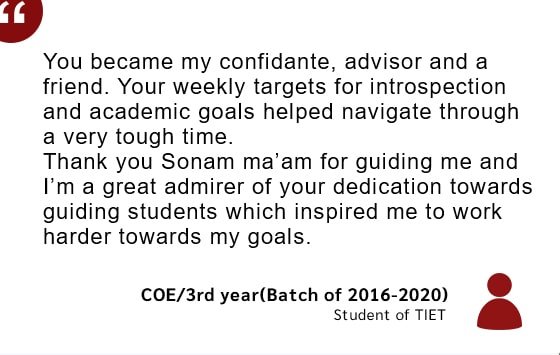 “
You became my confidante, advisor and a
friend. Your weekly targets for introspection
and academic goals helped navigate through
a very tough time.
Thank you Sonam ma’am for guiding me and
I’m a great admirer of your dedication towards
guiding students which inspired me to work
harder towards my goals.
COE/3rd year(Batch of 2016-2020)
Student of TIET